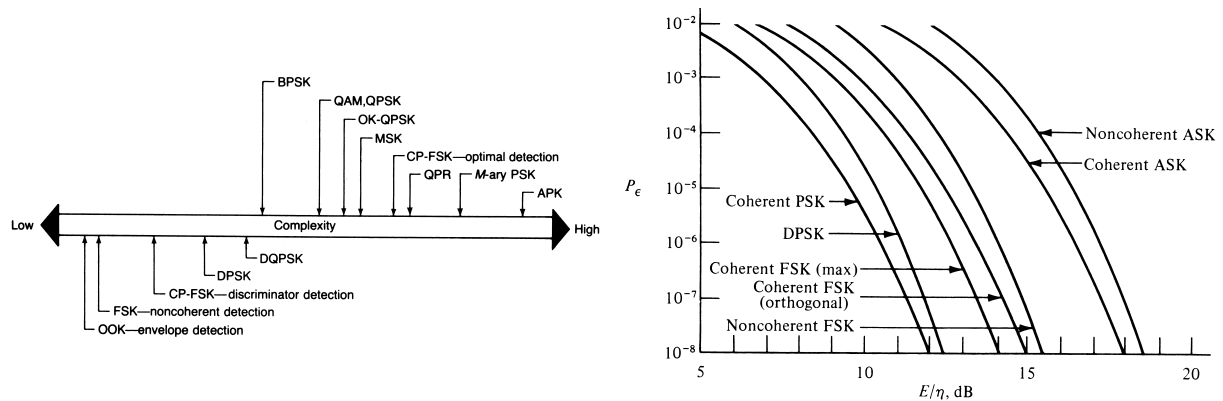 BPSK
QAM,QPSK
OK-QPSK
MSK
CP-FSK—optimal detection
QPR
M-ary PSK
APK
Low
Complexity
High
DQPSK
DPSK
CP-FSK—discriminator detection
FSK—noncoherent detection
OOK—envelope detection
10⁻²
10⁻³
10⁻⁴
10⁻⁵
10⁻⁶
10⁻⁷
10⁻⁸
Pϵ
Noncoherent ASK
Coherent ASK
Coherent PSK
DPSK
Coherent FSK (max)
Coherent FSK
(orthogonal)
Noncoherent FSK
5
10
15
20
E/η, dB